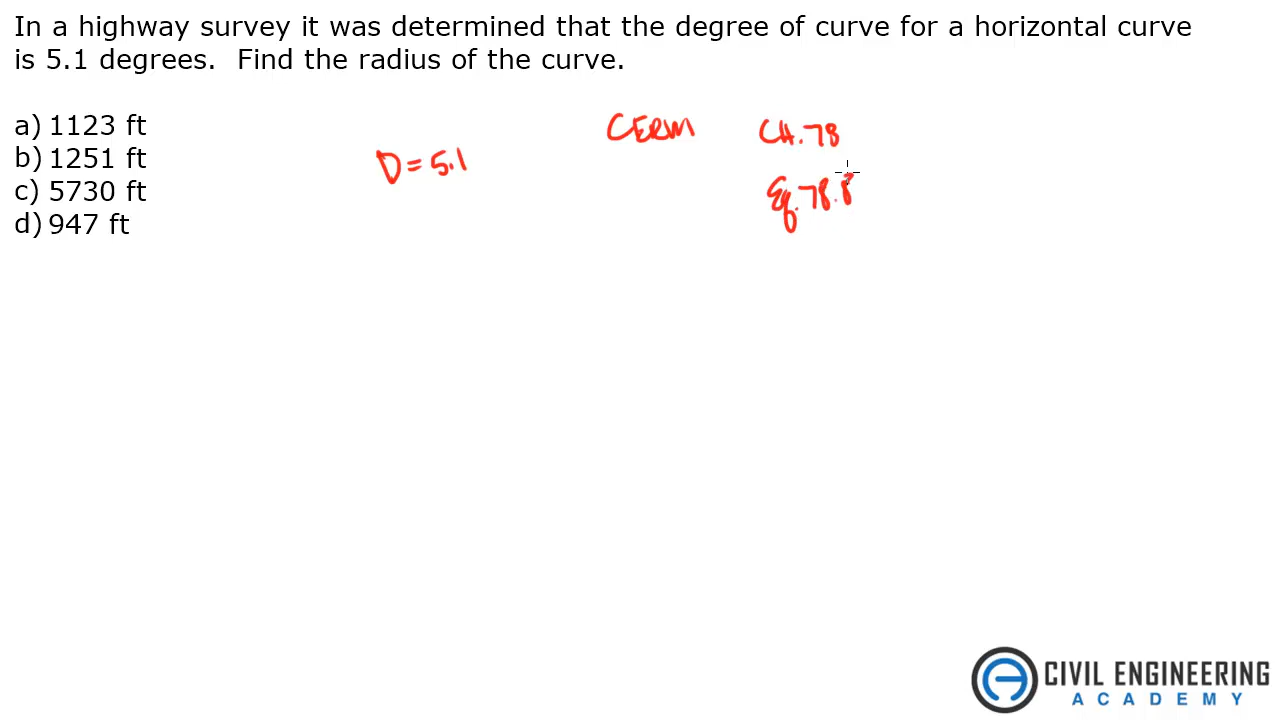 In a highway survey it was determined that the degree of curve for a horizontal curve
is 5.1 degrees. Find the radius of the curve.
a) 1123 ft
b) 1251 ft
c) 5730 ft
d) 947 ft
D = 5.1
CERM CH. 78
Eq. 78.8
CIVIL ENGINEERING
ACADEMY